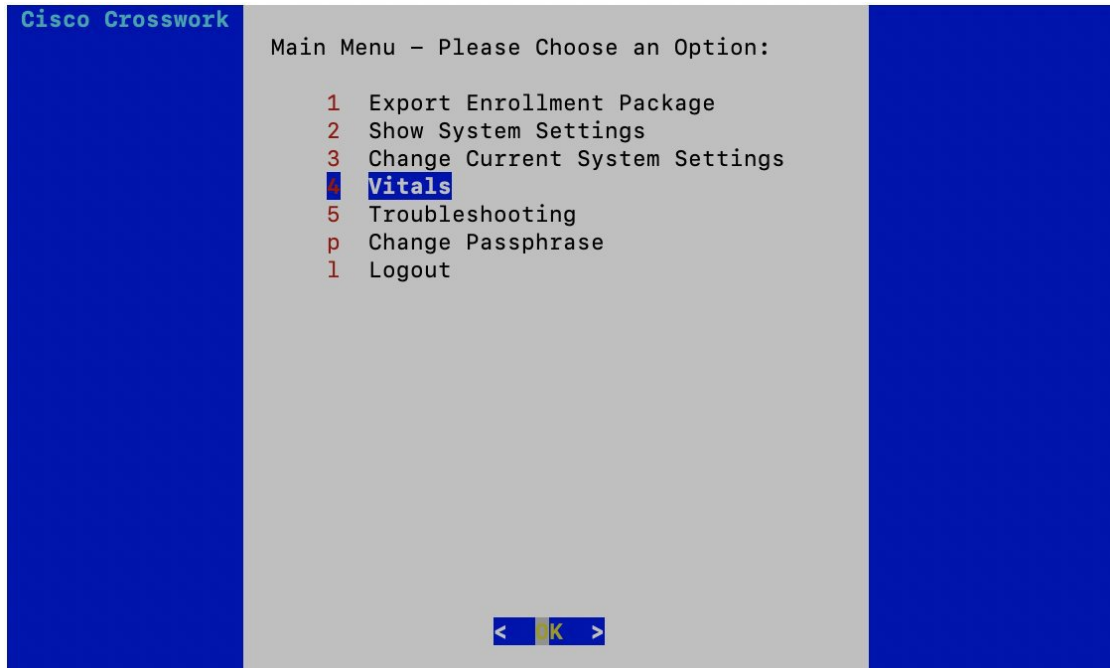 Cisco Crosswork
Main Menu – Please Choose an Option:
1 Export Enrollment Package
2 Show System Settings
3 Change Current System Settings
4 Vitals
5 Troubleshooting
p Change Passphrase
l Logout
< OK >